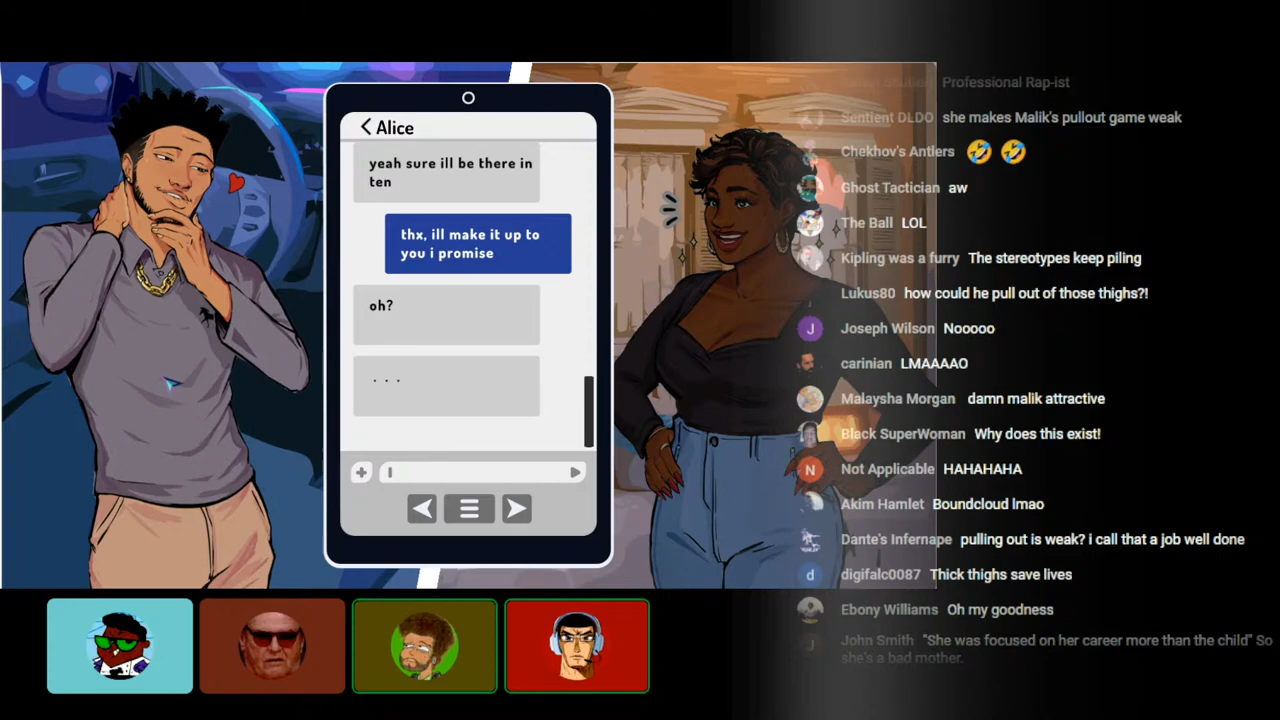 Alice
yeah sure ill be there in
ten
thx, ill make it up to
you i promise
oh?
. . .
Professional Rap-ist
Sentient DLDO she makes Malik's pullout game weak
Chekhov's Antlers 🤣 🤣
Ghost Tactician aw
The Ball LOL
Kipling was a furry The stereotypes keep piling
Lukus80 how could he pull out of those thighs?!
J Joseph Wilson Nooooo
carinian LMAAAAO
Malaysha Morgan damn malik attractive
Black SuperWoman Why does this exist!
N Not Applicable HAHAHAHA
Akim Hamlet Boundcloud lmao
Dante's Infernape pulling out is weak? i call that a job well done
d digifalc0087 Thick thighs save lives
Ebony Williams Oh my goodness
J John Smith "She was focused on her career more than the child" So
she's a bad mother.